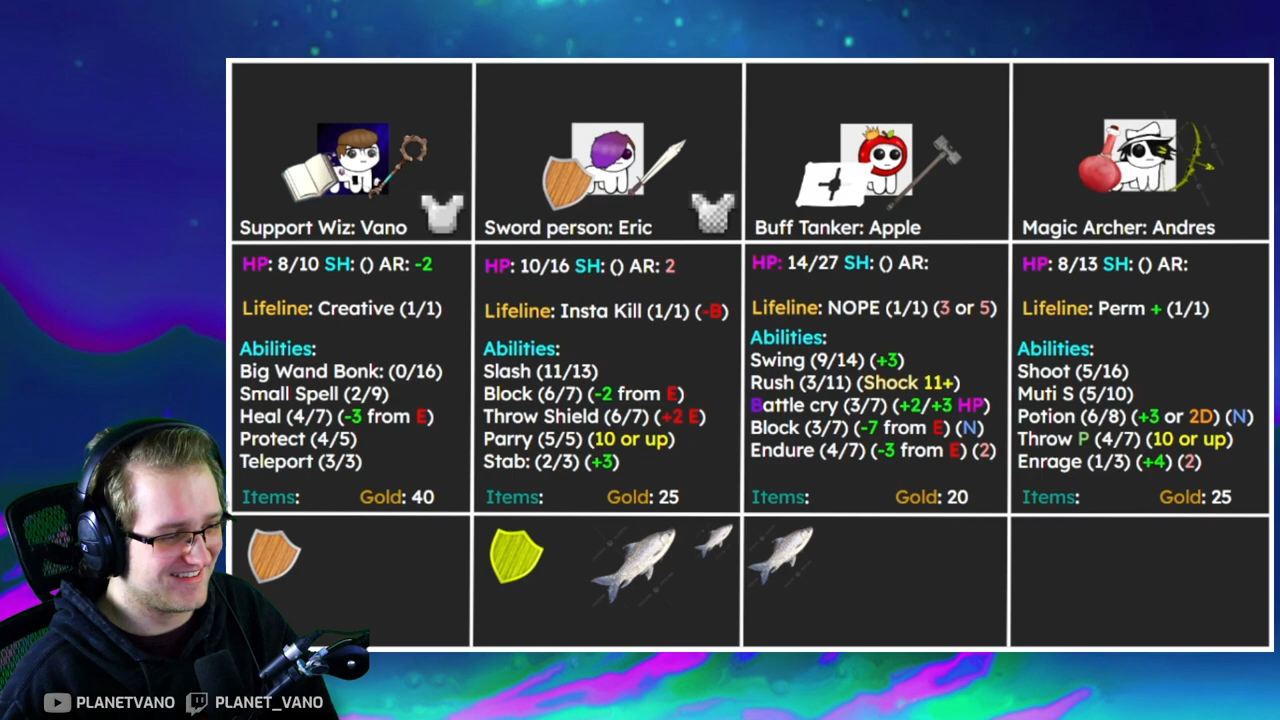 Support Wiz: Vano
HP: 8/10 SH: () AR: -2
Lifeline: Creative (1/1)
Abilities:
Big Wand Bonk: (0/16)
Small Spell (2/9)
Heal (4/7) (-3 from E)
Protect (4/5)
Teleport (3/3)
Items: Gold: 40
Sword person: Eric
HP: 10/16 SH: () AR: 2
Lifeline: Insta Kill (1/1) (-B)
Abilities:
Slash (11/13)
Block (6/7) (-2 from E)
Throw Shield (6/7) (+2 E)
Parry (5/5) (10 or up)
Stab: (2/3) (+3)
Items: Gold: 25
Buff Tanker: Apple
HP: 14/27 SH: () AR:
Lifeline: NOPE (1/1) (3 or 5)
Abilities:
Swing (9/14) (+3)
Rush (3/11) (Shock 11+)
Battle cry (3/7) (+2/+3 HP)
Block (3/7) (-7 from E) (N)
Endure (4/7) (-3 from E) (2)
Items: Gold: 20
Magic Archer: Andres
HP: 8/13 SH: () AR:
Lifeline: Perm + (1/1)
Abilities:
Shoot (5/16)
Muti S (5/10)
Potion (6/8) (+3 or 2D) (N)
Throw P (4/7) (10 or up)
Enrage (1/3) (+4) (2)
Items: Gold: 25
PLANETVANO PLANET_VANO